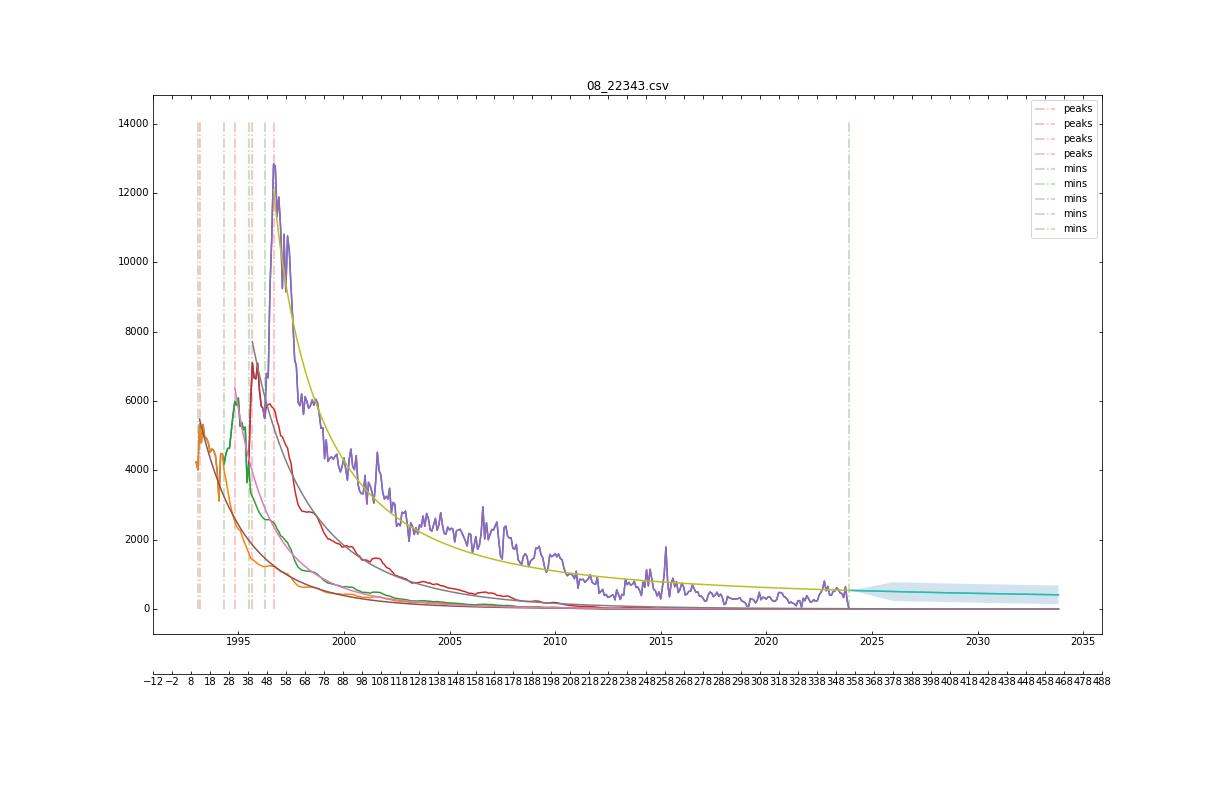 08_22343.csv
peaks
peaks
peaks
peaks
mins
mins
mins
mins
mins
14000
12000
10000
8000
6000
4000
2000
0
1995 2000 2005 2010 2015 2020 2025 2030 2035
−12 −2 8 18 28 38 48 58 68 78 88 98 108 118 128 138 148 158 168 178 188 198 208 218 228 238 248 258 268 278 288 298 308 318 328 338 348 358 368 378 388 398 408 418 428 438 448 458 468 478 488